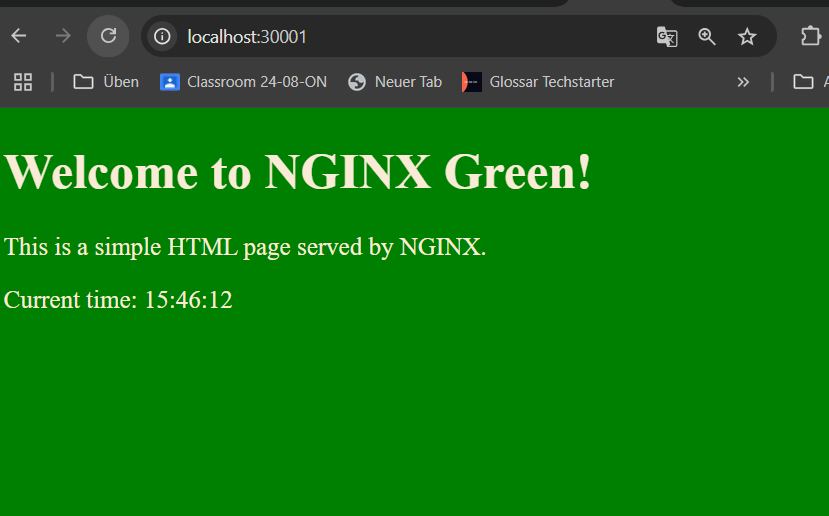 localhost:30001
Üben Classroom 24-08-ON Neuer Tab Glossar Techstarter » A
Welcome to NGINX Green!
This is a simple HTML page served by NGINX.
Current time: 15:46:12